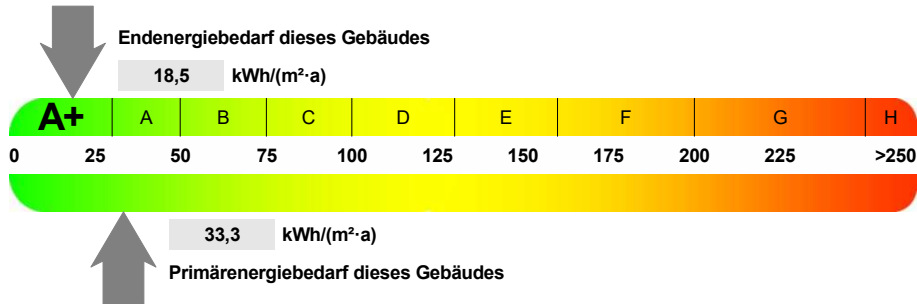 Endenergiebedarf dieses Gebäudes
18,5 kWh/(m²·a)
A+ A B C D E F G H
0 25 50 75 100 125 150 175 200 225 >250
33,3 kWh/(m²·a)
Primärenergiebedarf dieses Gebäudes